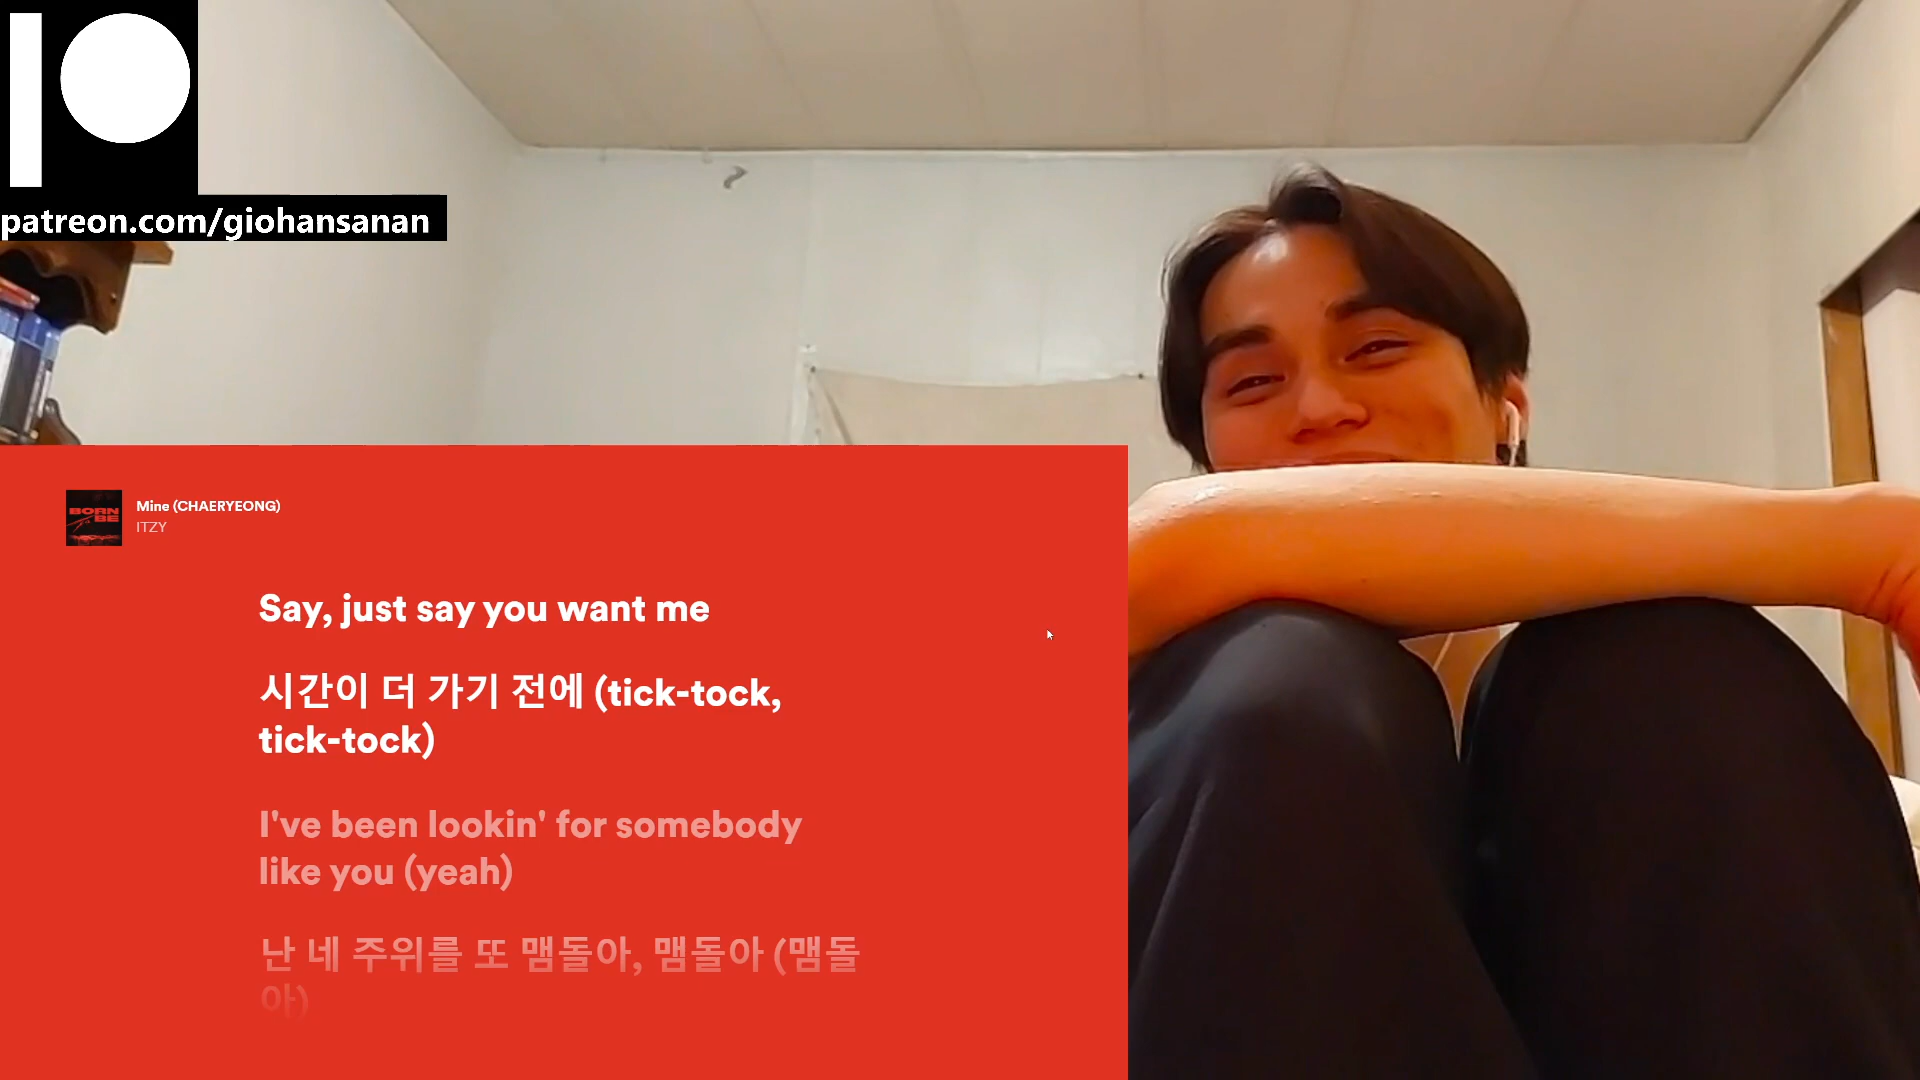 patreon.com/giohansanan
BORN
BE
Mine (CHAERYEONG)
ITZY
Say, just say you want me
시간이 더 가기 전에 (tick-tock,
tick-tock)
I've been lookin' for somebody
like you (yeah)
난 네 주위를 또 맴돌아, 맴돌아 (맴돌
아)